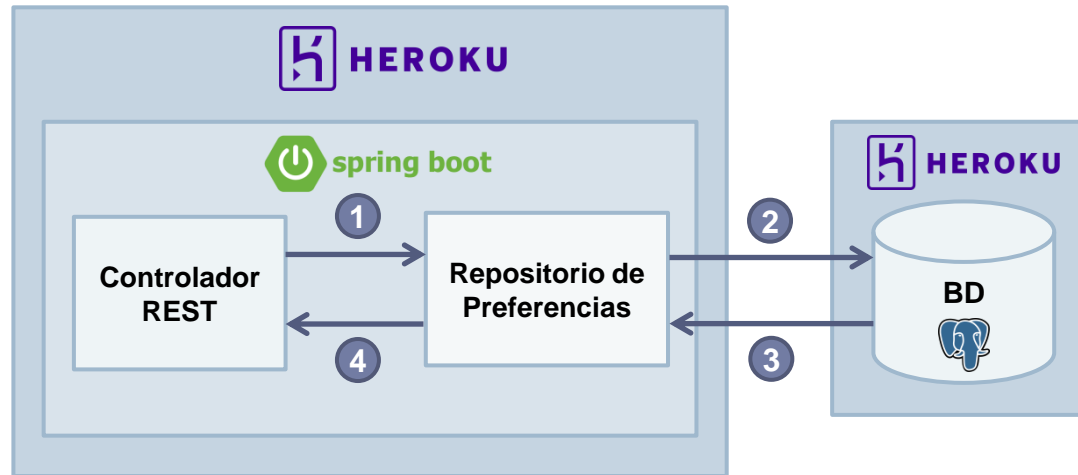 HEROKU
spring boot
HEROKU
1
2
Controlador
REST
Repositorio de
Preferencias
BD
4
3